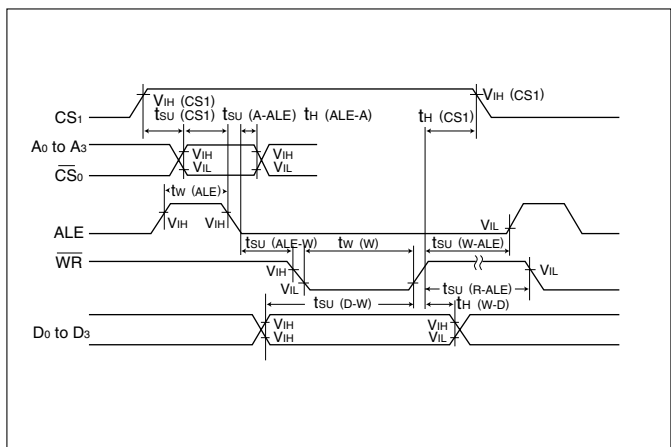 VIH (CS1)
VIH (CS1)
CS1
tSU (CS1) tSU (A-ALE) tH (ALE-A)
tH (CS1)
A0 to A3
CS0
VIH
VIL
VIH
VIL
tW (ALE)
ALE
VIH
VIH
VIL
tSU (ALE-W)
tW (W)
tSU (W-ALE)
WR
VIH
VIL
VIL
tSU (R-ALE)
tSU (D-W)
tH (W-D)
D0 to D3
VIH
VIH
VIH
VIL